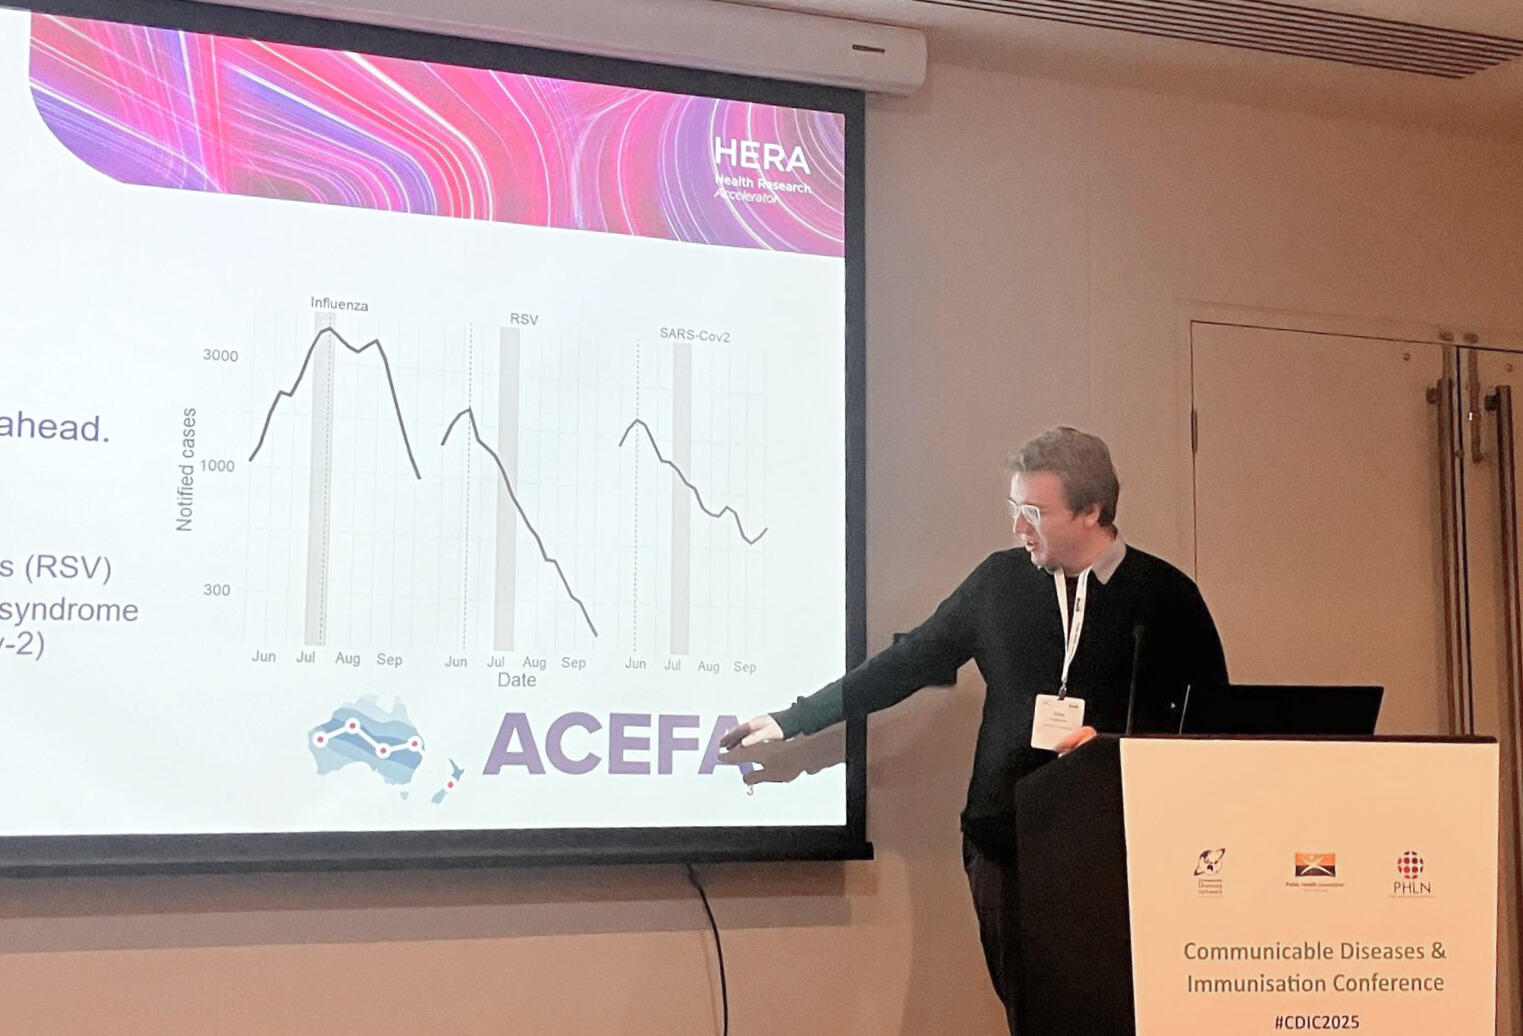 HERA
Health Research
Accelerator
ahead.
s (RSV)
syndrome
-2)
Influenza
RSV
SARS-Cov2
Notified cases
3000
1000
300
Jun Jul Aug Sep
Jun Jul Aug Sep
Jun Jul Aug Sep
Date
ACEFA
3
PHLN
Communicable Diseases &
Immunisation Conference
#CDIC2025